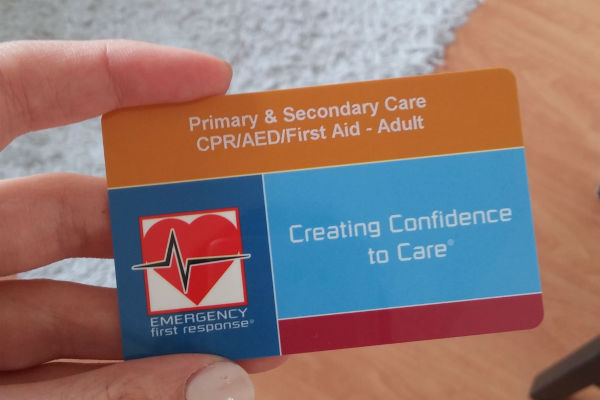 Primary & Secondary Care
CPR/AED/First Aid - Adult
Creating Confidence
to Care®
EMERGENCY
first response®